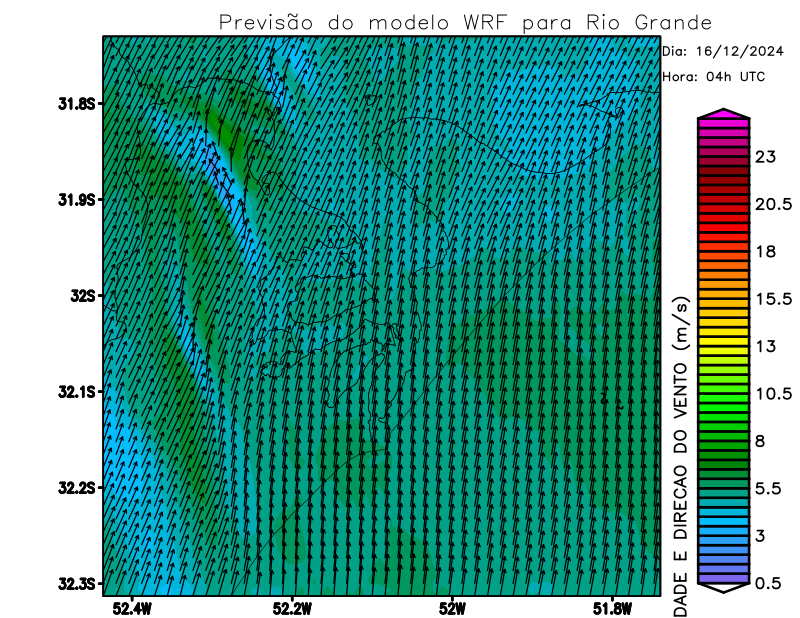 Previsão do modelo WRF para Rio Grande
Dia: 16/12/2024
Hora: 04h UTC
31.8S
31.9S
32S
32.1S
32.2S
32.3S
52.4W
52.2W
52W
51.8W
23
20.5
18
15.5
13
10.5
8
5.5
3
0.5
DADE E DIRECAO DO VENTO (m/s)